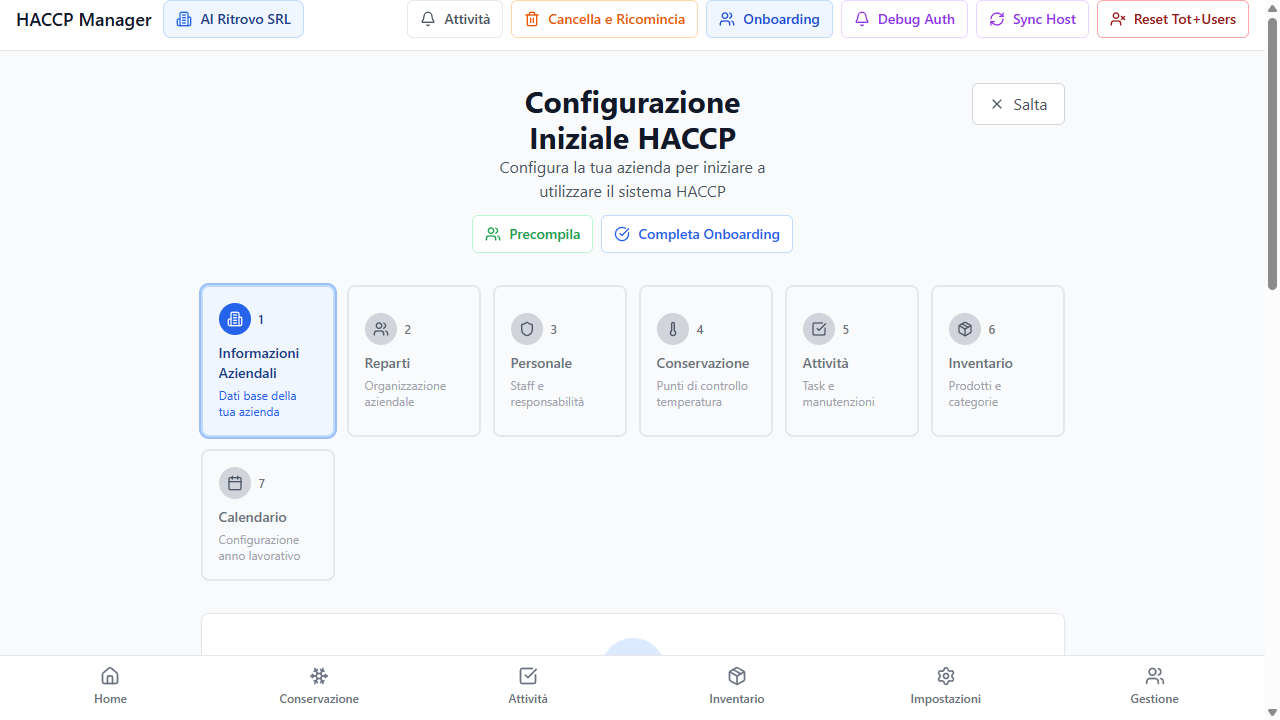 HACCP Manager
Al Ritrovo SRL
Attività
Cancella e Ricomincia
Onboarding
Debug Auth
Sync Host
Reset Tot+Users
Configurazione
Iniziale HACCP
Salta
Configura la tua azienda per iniziare a
utilizzare il sistema HACCP
Precompila
Completa Onboarding
1
Informazioni
Aziendali
Dati base della
tua azienda
2
Reparti
Organizzazione
aziendale
3
Personale
Staff e
responsabilità
4
Conservazione
Punti di controllo
temperatura
5
Attività
Task e
manutenzioni
6
Inventario
Prodotti e
categorie
7
Calendario
Configurazione
anno lavorativo
Home
Conservazione
Attività
Inventario
Impostazioni
Gestione